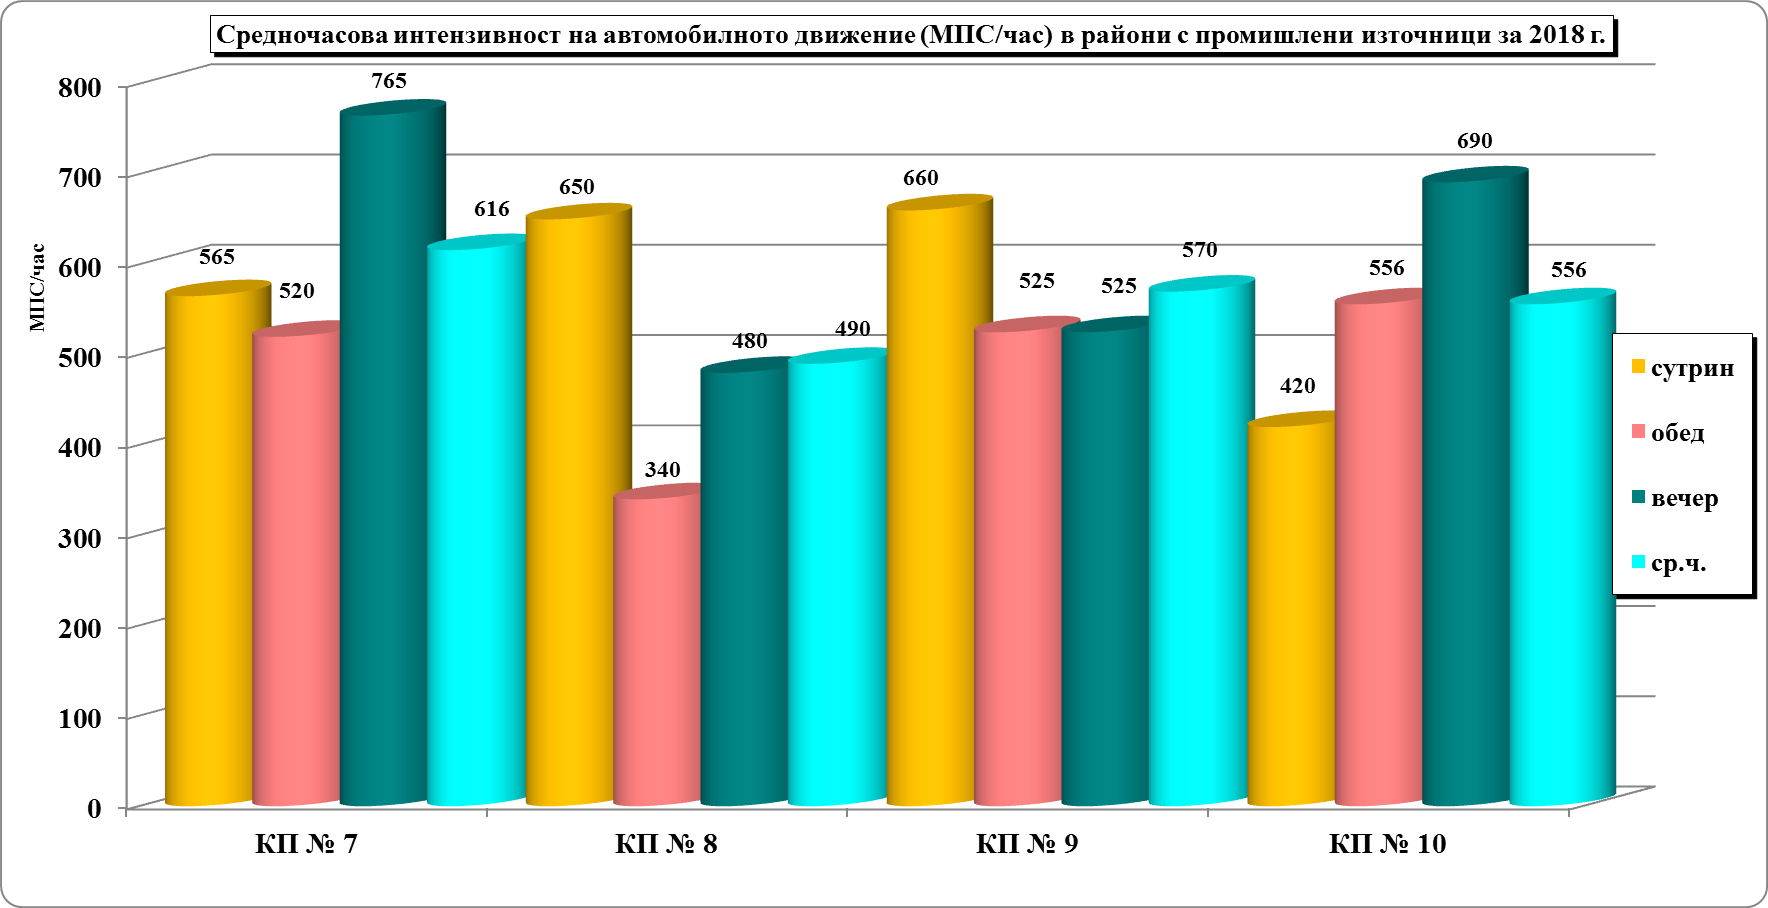 Средночасова интензивност на автомобилното движение (МПС/час) в райони с промишлени източници за 2018 г.
МПС/час
800
700
600
500
400
300
200
100
0
565
520
765
616
650
340
480
490
660
525
525
570
420
556
690
556
КП № 7
КП № 8
КП № 9
КП № 10
сутрин
обед
вечер
ср.ч.